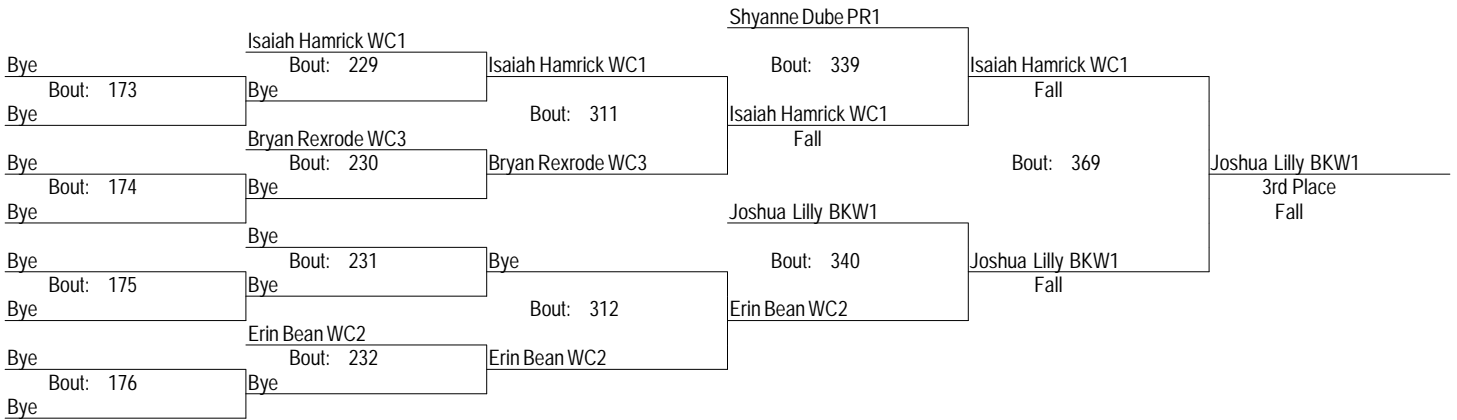 Shyanne Dube PR1
Isaiah Hamrick WC1
Bye
Bout: 229
Isaiah Hamrick WC1
Bout: 339
Isaiah Hamrick WC1
Bout: 173
Bye
Fall
Bye
Bout: 311
Isaiah Hamrick WC1
Bryan Rexrode WC3
Fall
Bye
Bout: 230
Bryan Rexrode WC3
Bout: 369
Joshua Lilly BKW1
Bout: 174
Bye
3rd Place
Bye
Joshua Lilly BKW1
Fall
Bye
Bye
Bout: 231
Bye
Bout: 340
Joshua Lilly BKW1
Bout: 175
Bye
Fall
Bye
Bout: 312
Erin Bean WC2
Erin Bean WC2
Bye
Bout: 232
Erin Bean WC2
Bout: 176
Bye
Bye